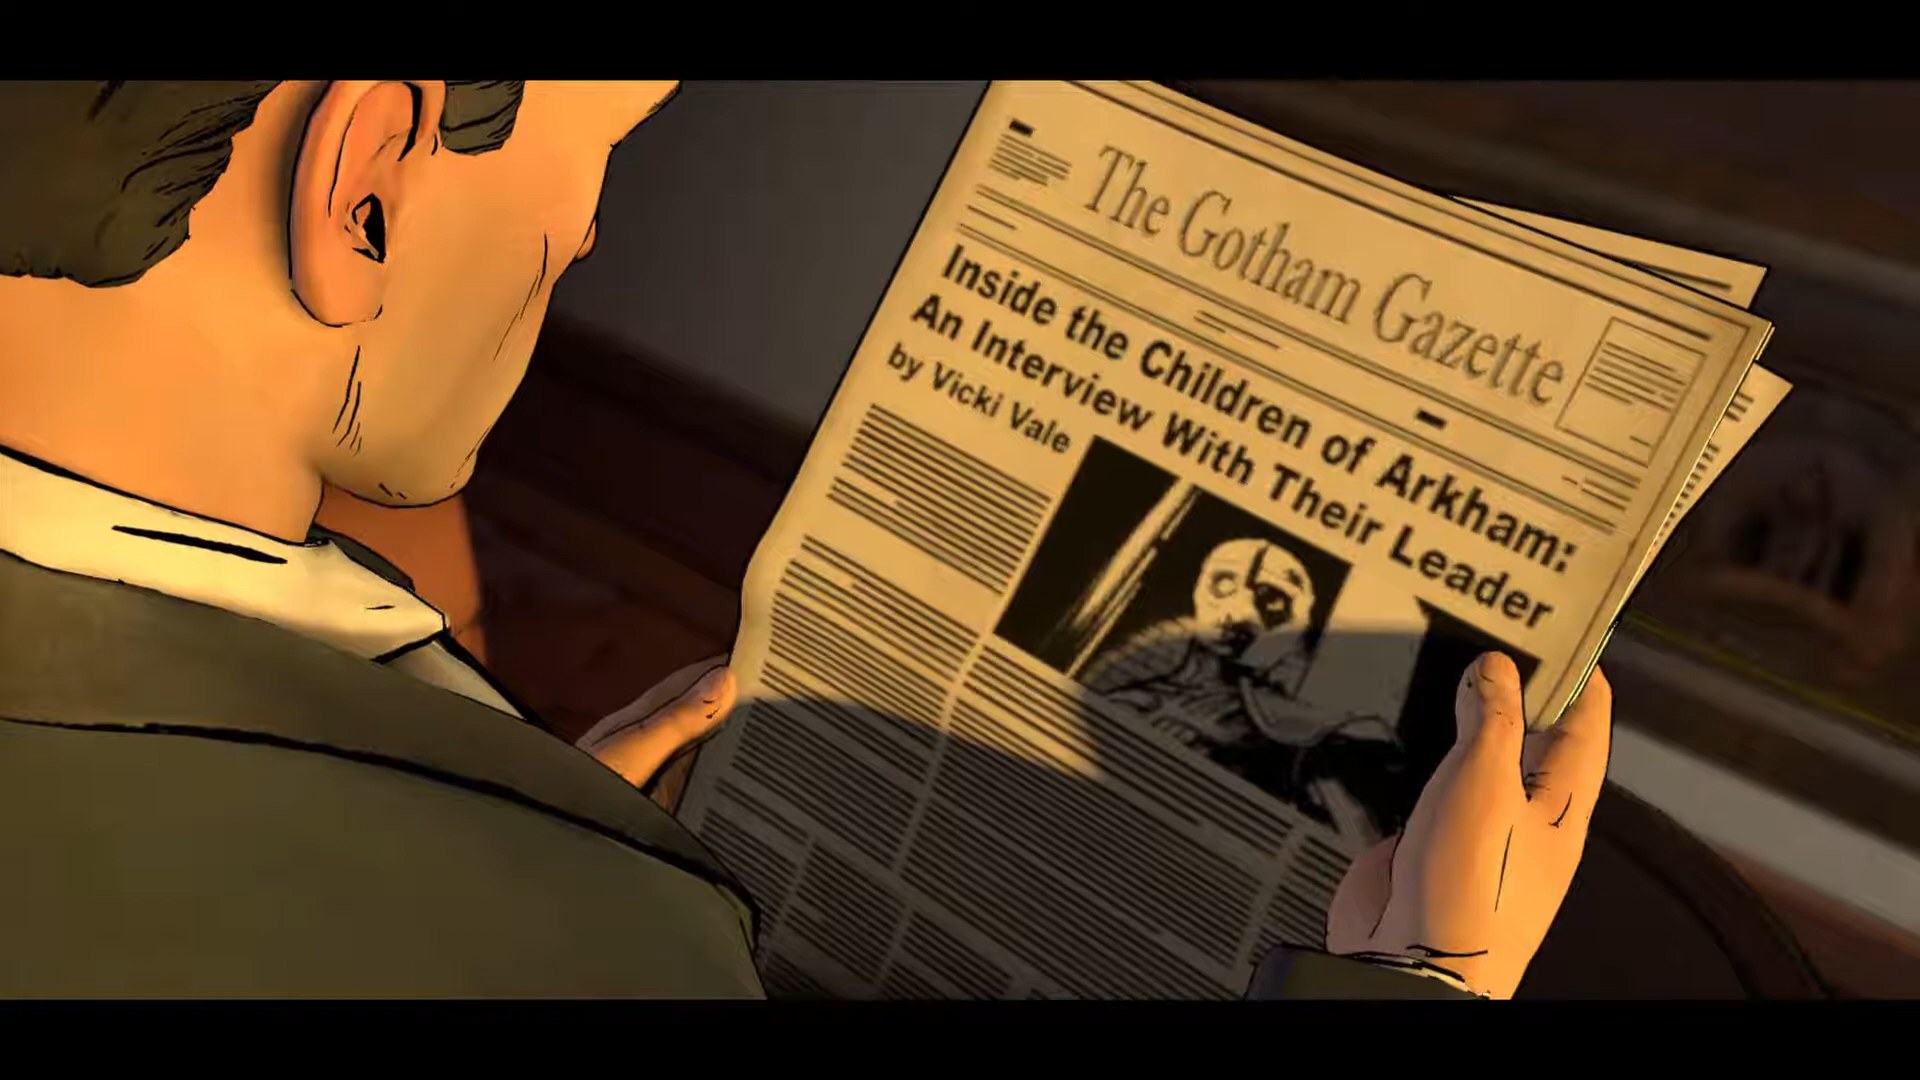 The Gotham Gazette
Inside the Children of Arkham:
An Interview With Their Leader
by Vicki Vale